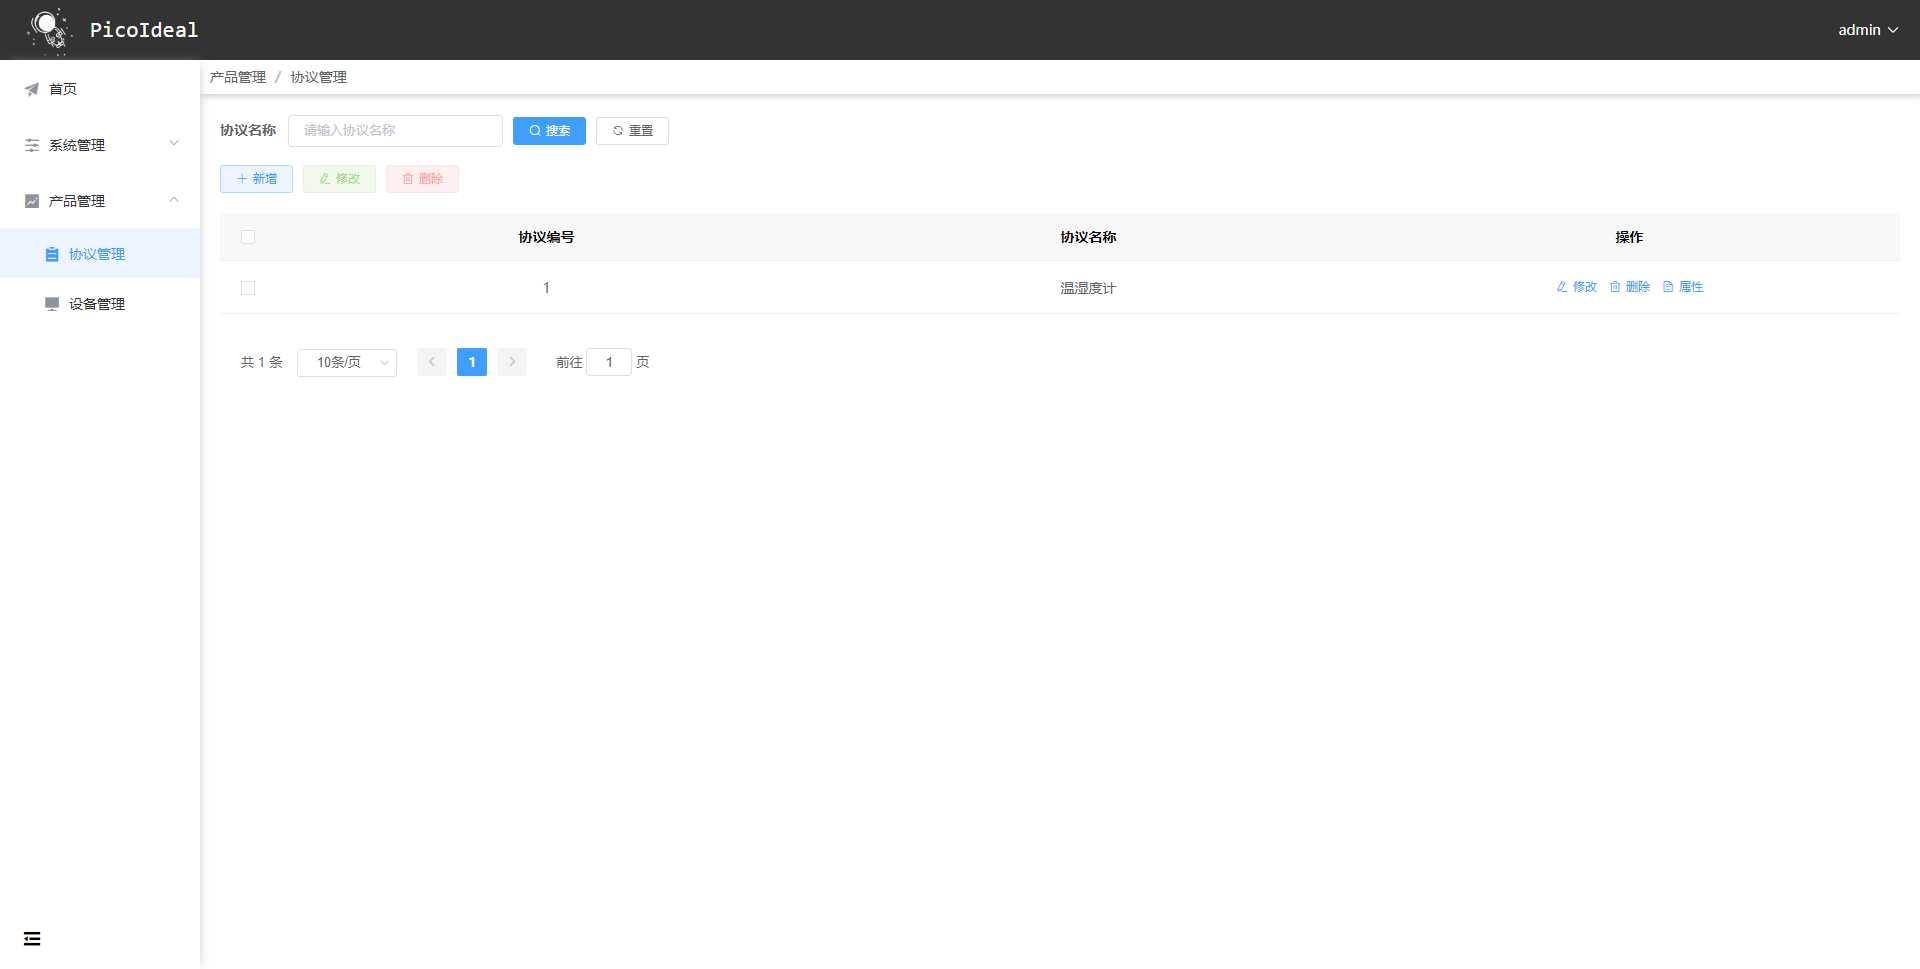 PicoIdeal
admin
首页
系统管理
产品管理
协议管理
设备管理
产品管理 / 协议管理
协议名称 请输入协议名称 搜索 重置
新增 修改 删除
协议编号 协议名称 操作
1 温湿度计 修改 删除 属性
共 1 条 10条/页 1 前往 1 页